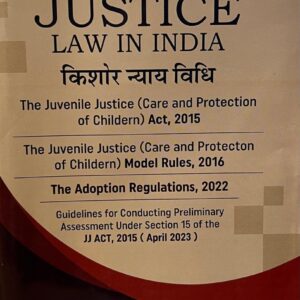 JUSTICE
LAW IN INDIA
किशोर न्याय विधि
The Juvenile Justice (Care and Protection
of Childern) Act, 2015
The Juvenile Justice (Care and Protecton
of Childern) Model Rules, 2016
The Adoption Regulations, 2022
Guidelines for Conducting Preliminary
Assessment Under Section 15 of the
JJ ACT, 2015 ( April 2023 )